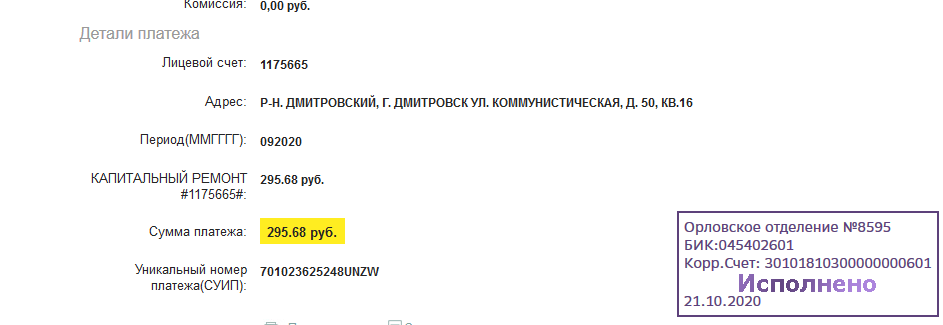 Комиссия: 0,00 руб.
Детали платежа
Лицевой счет: 1175665
Адрес: Р-Н. ДМИТРОВСКИЙ, Г. ДМИТРОВСК УЛ. КОММУНИСТИЧЕСКАЯ, Д. 50, КВ.16
Период(ММГГГГ): 092020
КАПИТАЛЬНЫЙ РЕМОНТ 295.68 руб.
#1175665#:
Сумма платежа: 295.68 руб.
Уникальный номер 701023625248UNZW
платежа(СУИП):
Орловское отделение №8595
БИК:045402601
Корр.Счет: 30101810300000000601
Исполнено
21.10.2020